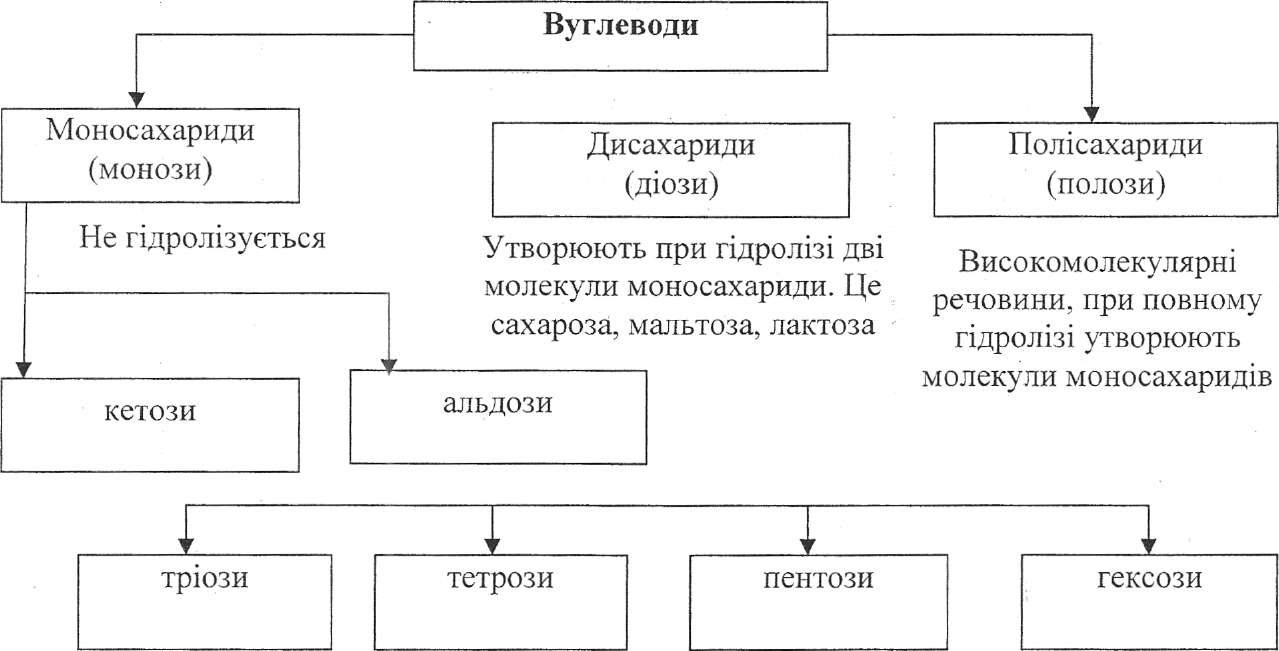 Вуглеводи
Моносахариди
(монози)
Дисахариди
(діози)
Полісахариди
(полози)
Не гідролізується
Утворюють при гідролізі дві
молекули моносахариди. Це
сахароза, мальтоза, лактоза
Високомолекулярні
речовини, при повному
гідролізі утворюють
молекули моносахаридів
кетози
альдози
тріози
тетрози
пентози
гексози